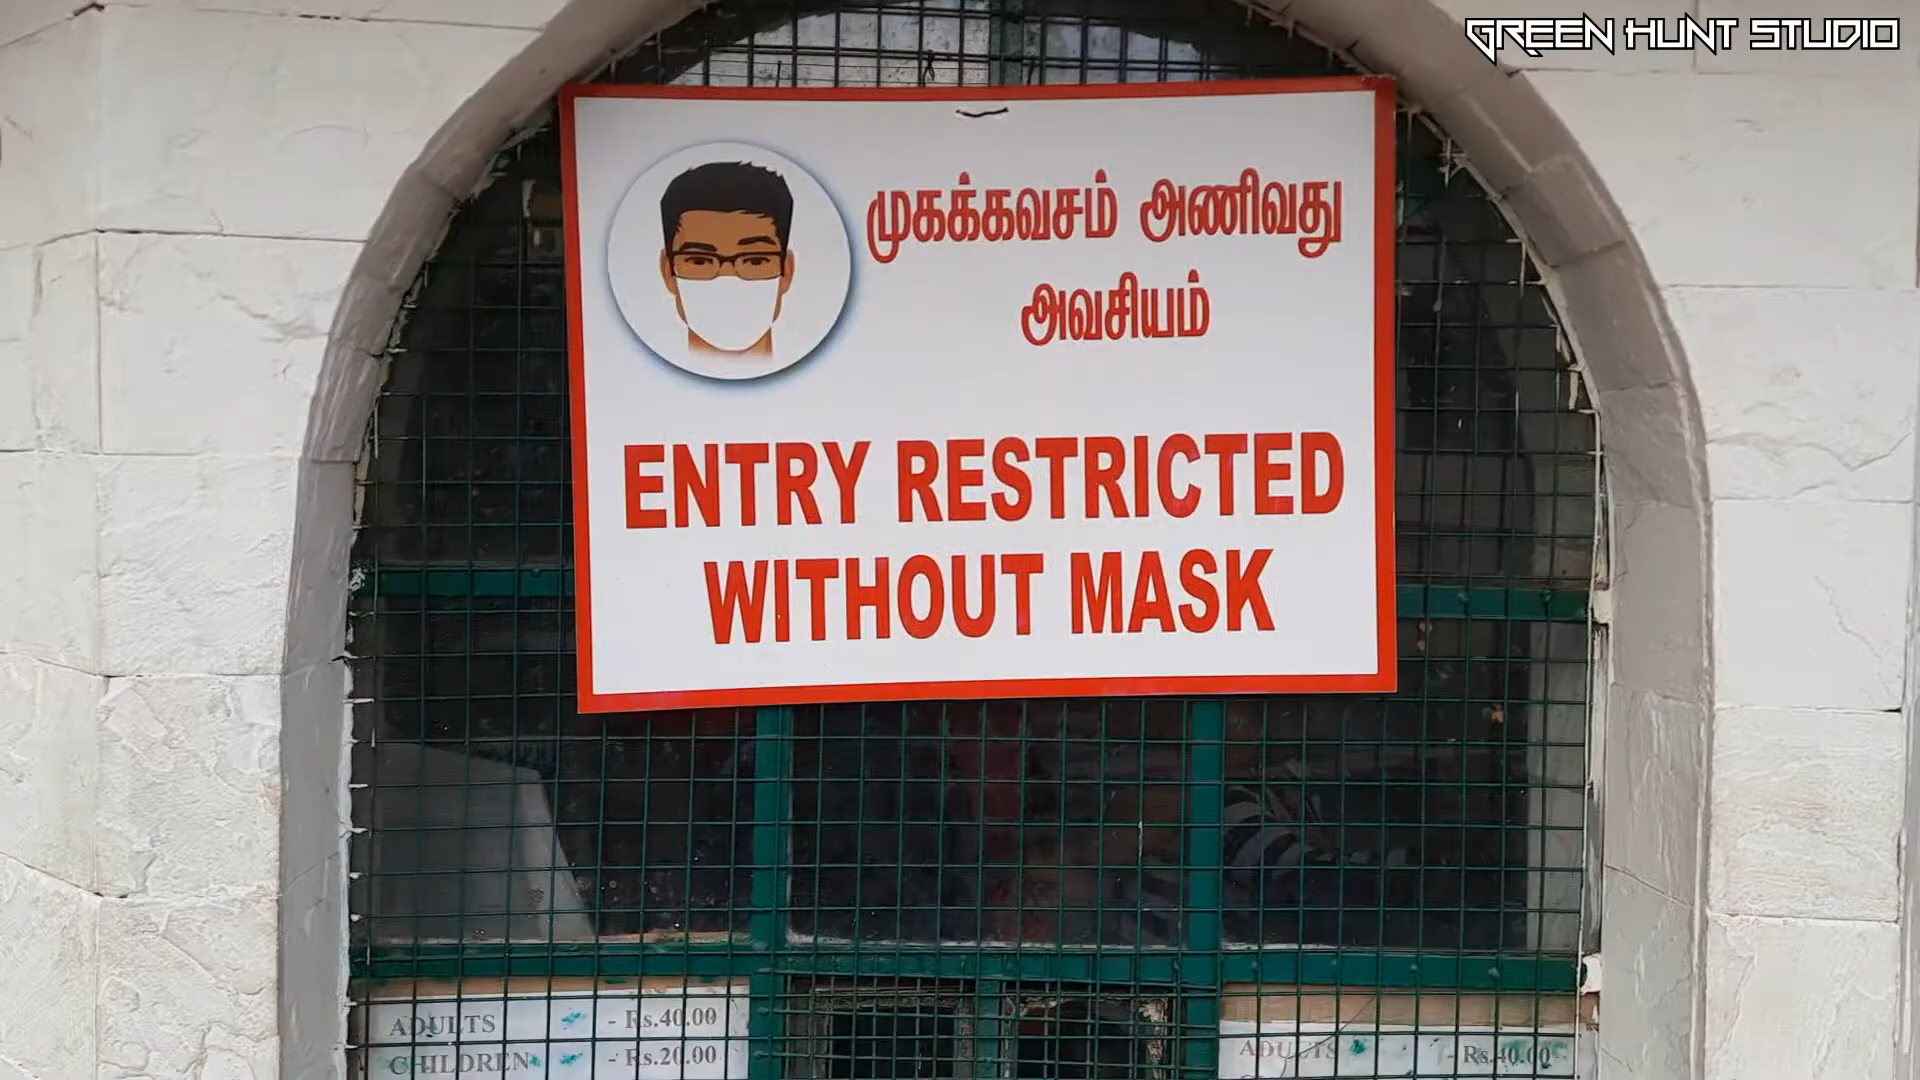 GREEN HUNT STUDIO
முகக்கவசம் அணிவது
அவசியம்
ENTRY RESTRICTED
WITHOUT MASK
ADULTS - Rs.40.00
CHILDREN - Rs.20.00
ADULTS - Rs.40.00